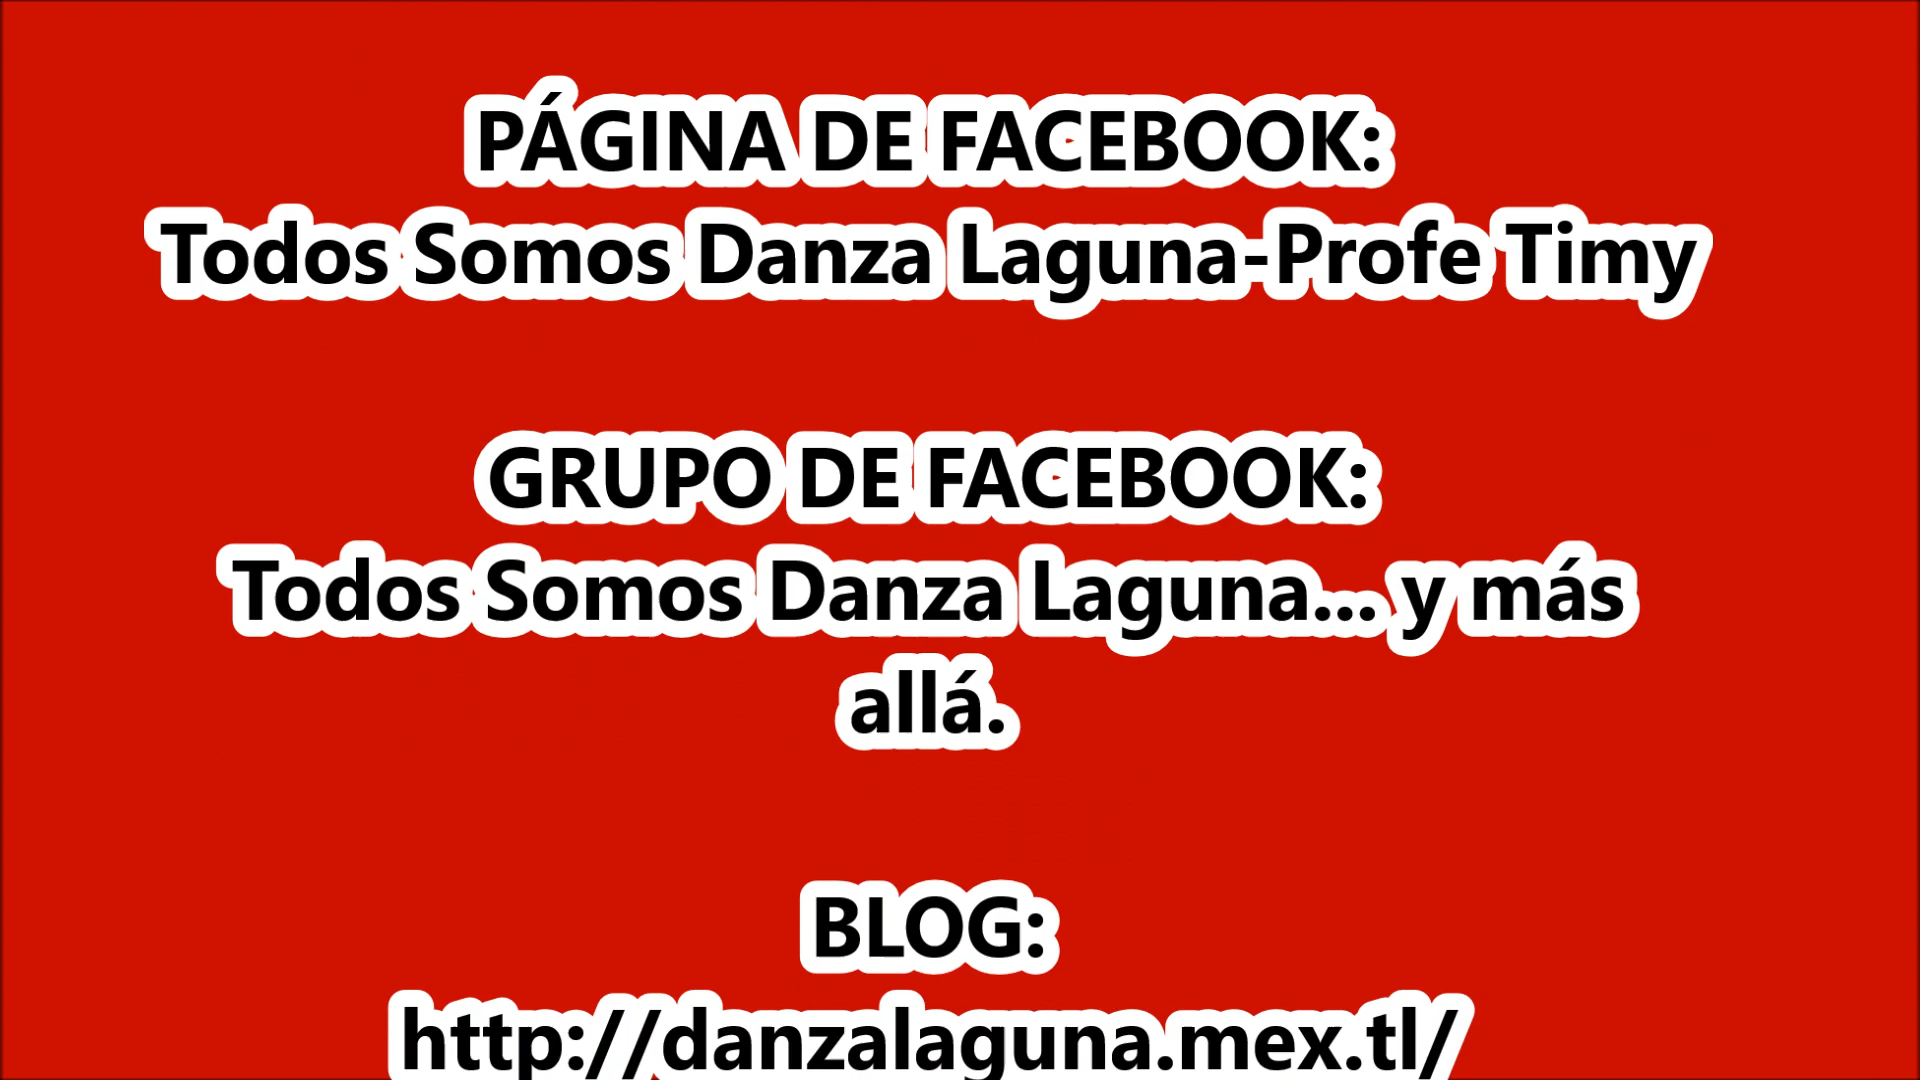 PÁGINA DE FACEBOOK:
Todos Somos Danza Laguna-Profe Timy
GRUPO DE FACEBOOK:
Todos Somos Danza Laguna... y más
allá.
BLOG:
http://danzalaguna.mex.tl/